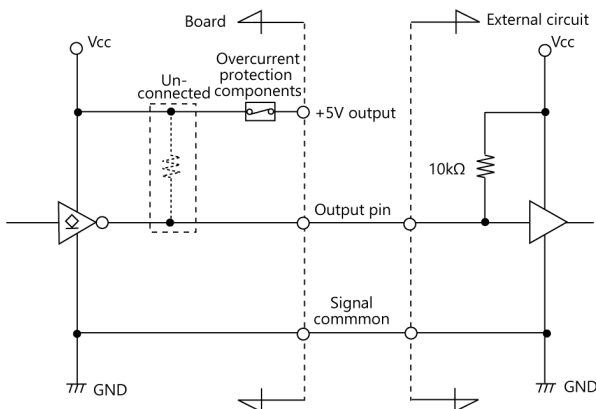 Board
External circuit
Vcc
Overcurrent
protection
components
Un-
connected
+5V output
Vcc
10kΩ
Output pin
Signal
commmon
GND
GND